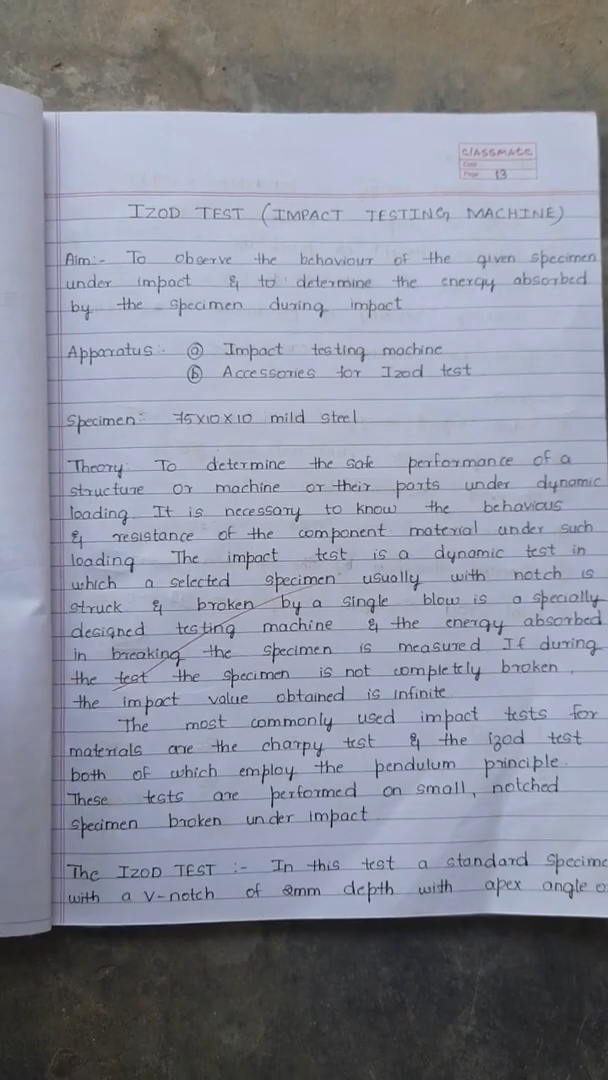 CLASSMATE
Date
Page 13
IZOD TEST (IMPACT TESTING MACHINE)
Aim:- To observe the behaviour of the given specimen
under impact & to determine the energy absorbed
by the specimen during impact
Apparatus:- ⓐ Impact testing machine
ⓑ Accessories for Izod test
Specimen:- 75x10x10 mild steel
Theory:- To determine the safe performance of a
structure or machine or their parts under dynamic
loading It is necessary to know the behavious
& resistance of the component material under such
loading The impact test is a dynamic test in
which a selected specimen usually with notch is
struck & broken by a single blow is a specially
designed testing machine & the energy absorbed
in breaking the specimen is measured If during
the test the specimen is not completely broken,
the impact value obtained is infinite
The most commonly used impact tests for
materials are the charpy test & the izod test
both of which employ the pendulum principle.
These tests are performed on small, notched
specimen broken under impact
The IZOD TEST :- In this test a standard specime
with a V-notch of 2mm depth with apex angle o